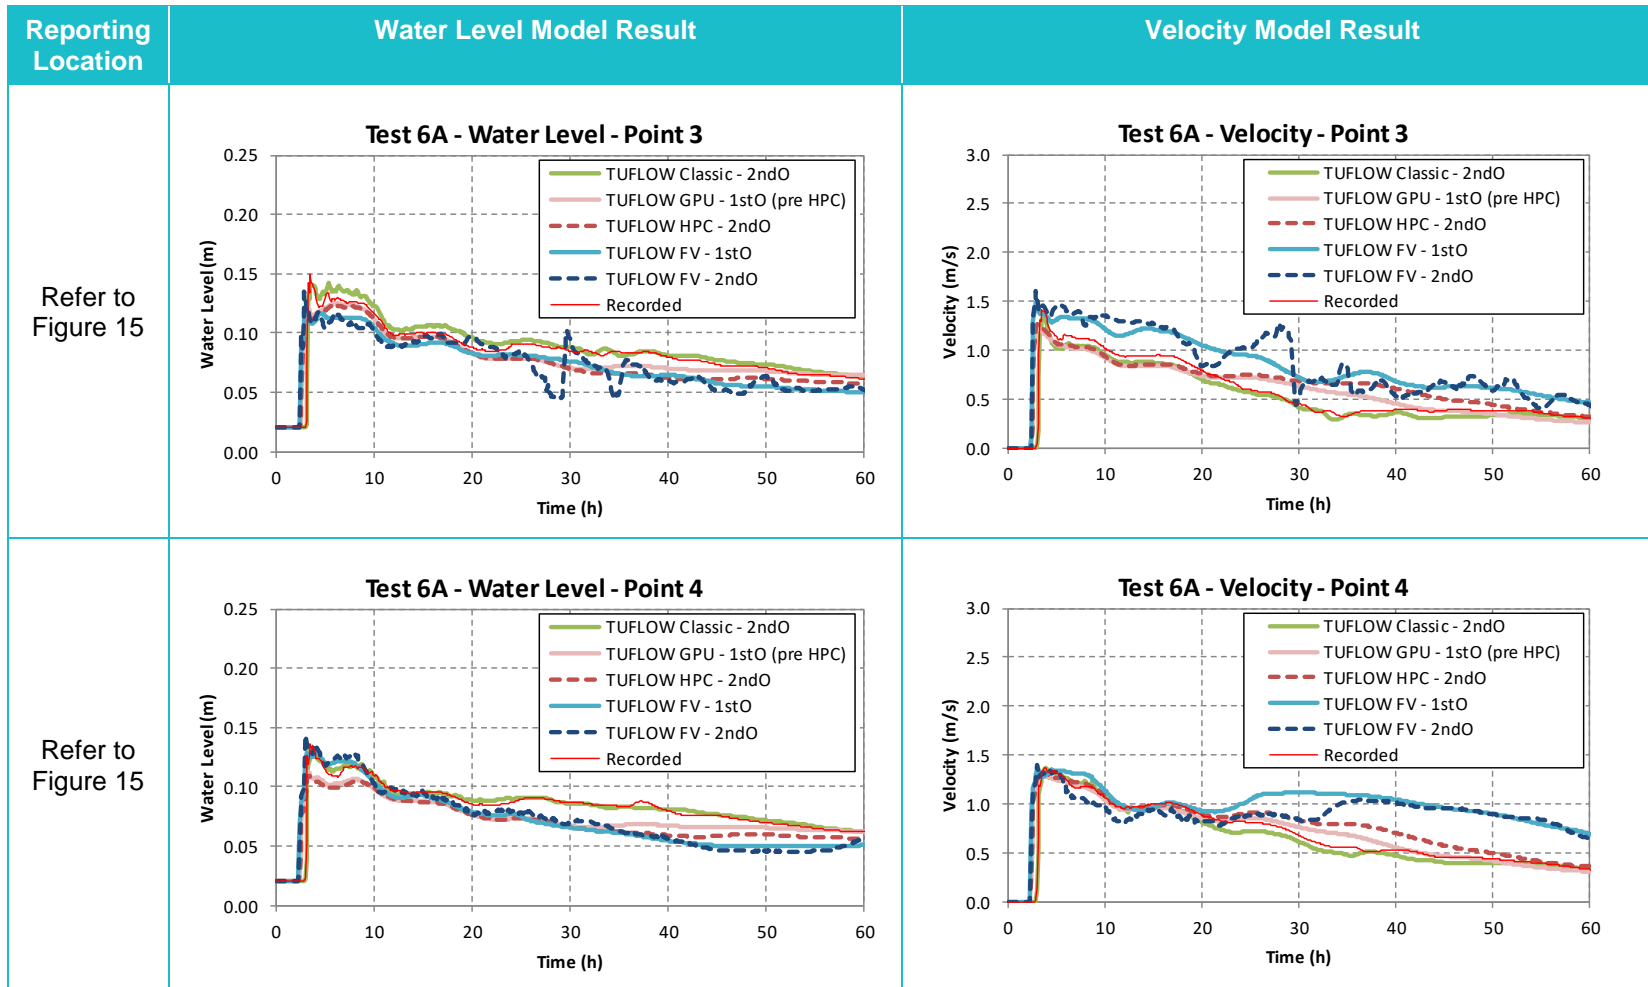 Reporting
Location
Water Level Model Result
Velocity Model Result
Refer to
Figure 15
Test 6A - Water Level - Point 3
0.25
0.20
0.15
0.10
0.05
0.00
Water Level (m)
0 10 20 30 40 50 60
Time (h)
TUFLOW Classic - 2ndO
TUFLOW GPU - 1stO (pre HPC)
TUFLOW HPC - 2ndO
TUFLOW FV - 1stO
TUFLOW FV - 2ndO
Recorded
Test 6A - Velocity - Point 3
3.0
2.5
2.0
1.5
1.0
0.5
0.0
Velocity (m/s)
0 10 20 30 40 50 60
Time (h)
TUFLOW Classic - 2ndO
TUFLOW GPU - 1stO (pre HPC)
TUFLOW HPC - 2ndO
TUFLOW FV - 1stO
TUFLOW FV - 2ndO
Recorded
Refer to
Figure 15
Test 6A - Water Level - Point 4
0.25
0.20
0.15
0.10
0.05
0.00
Water Level (m)
0 10 20 30 40 50 60
Time (h)
TUFLOW Classic - 2ndO
TUFLOW GPU - 1stO (pre HPC)
TUFLOW HPC - 2ndO
TUFLOW FV - 1stO
TUFLOW FV - 2ndO
Recorded
Test 6A - Velocity - Point 4
3.0
2.5
2.0
1.5
1.0
0.5
0.0
Velocity (m/s)
0 10 20 30 40 50 60
Time (h)
TUFLOW Classic - 2ndO
TUFLOW GPU - 1stO (pre HPC)
TUFLOW HPC - 2ndO
TUFLOW FV - 1stO
TUFLOW FV - 2ndO
Recorded